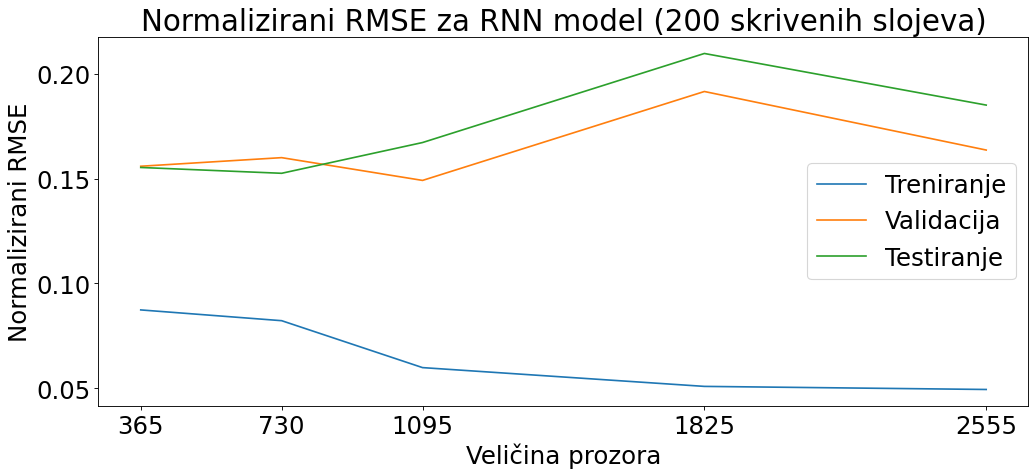 Normalizirani RMSE za RNN model (200 skrivenih slojeva)
Normalizirani RMSE
0.20
0.15
0.10
0.05
Treniranje
Validacija
Testiranje
365 730 1095 1825 2555
Veličina prozora